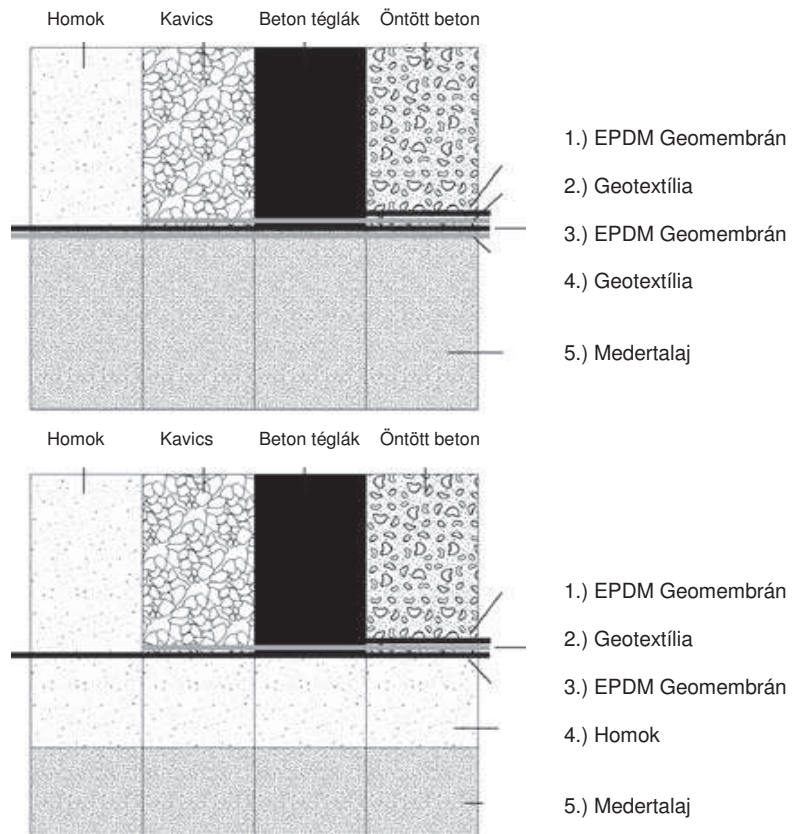 Homok Kavics Beton téglák Öntött beton
1.) EPDM Geomembrán
2.) Geotextília
3.) EPDM Geomembrán
4.) Geotextília
5.) Medertalaj
Homok Kavics Beton téglák Öntött beton
1.) EPDM Geomembrán
2.) Geotextília
3.) EPDM Geomembrán
4.) Homok
5.) Medertalaj